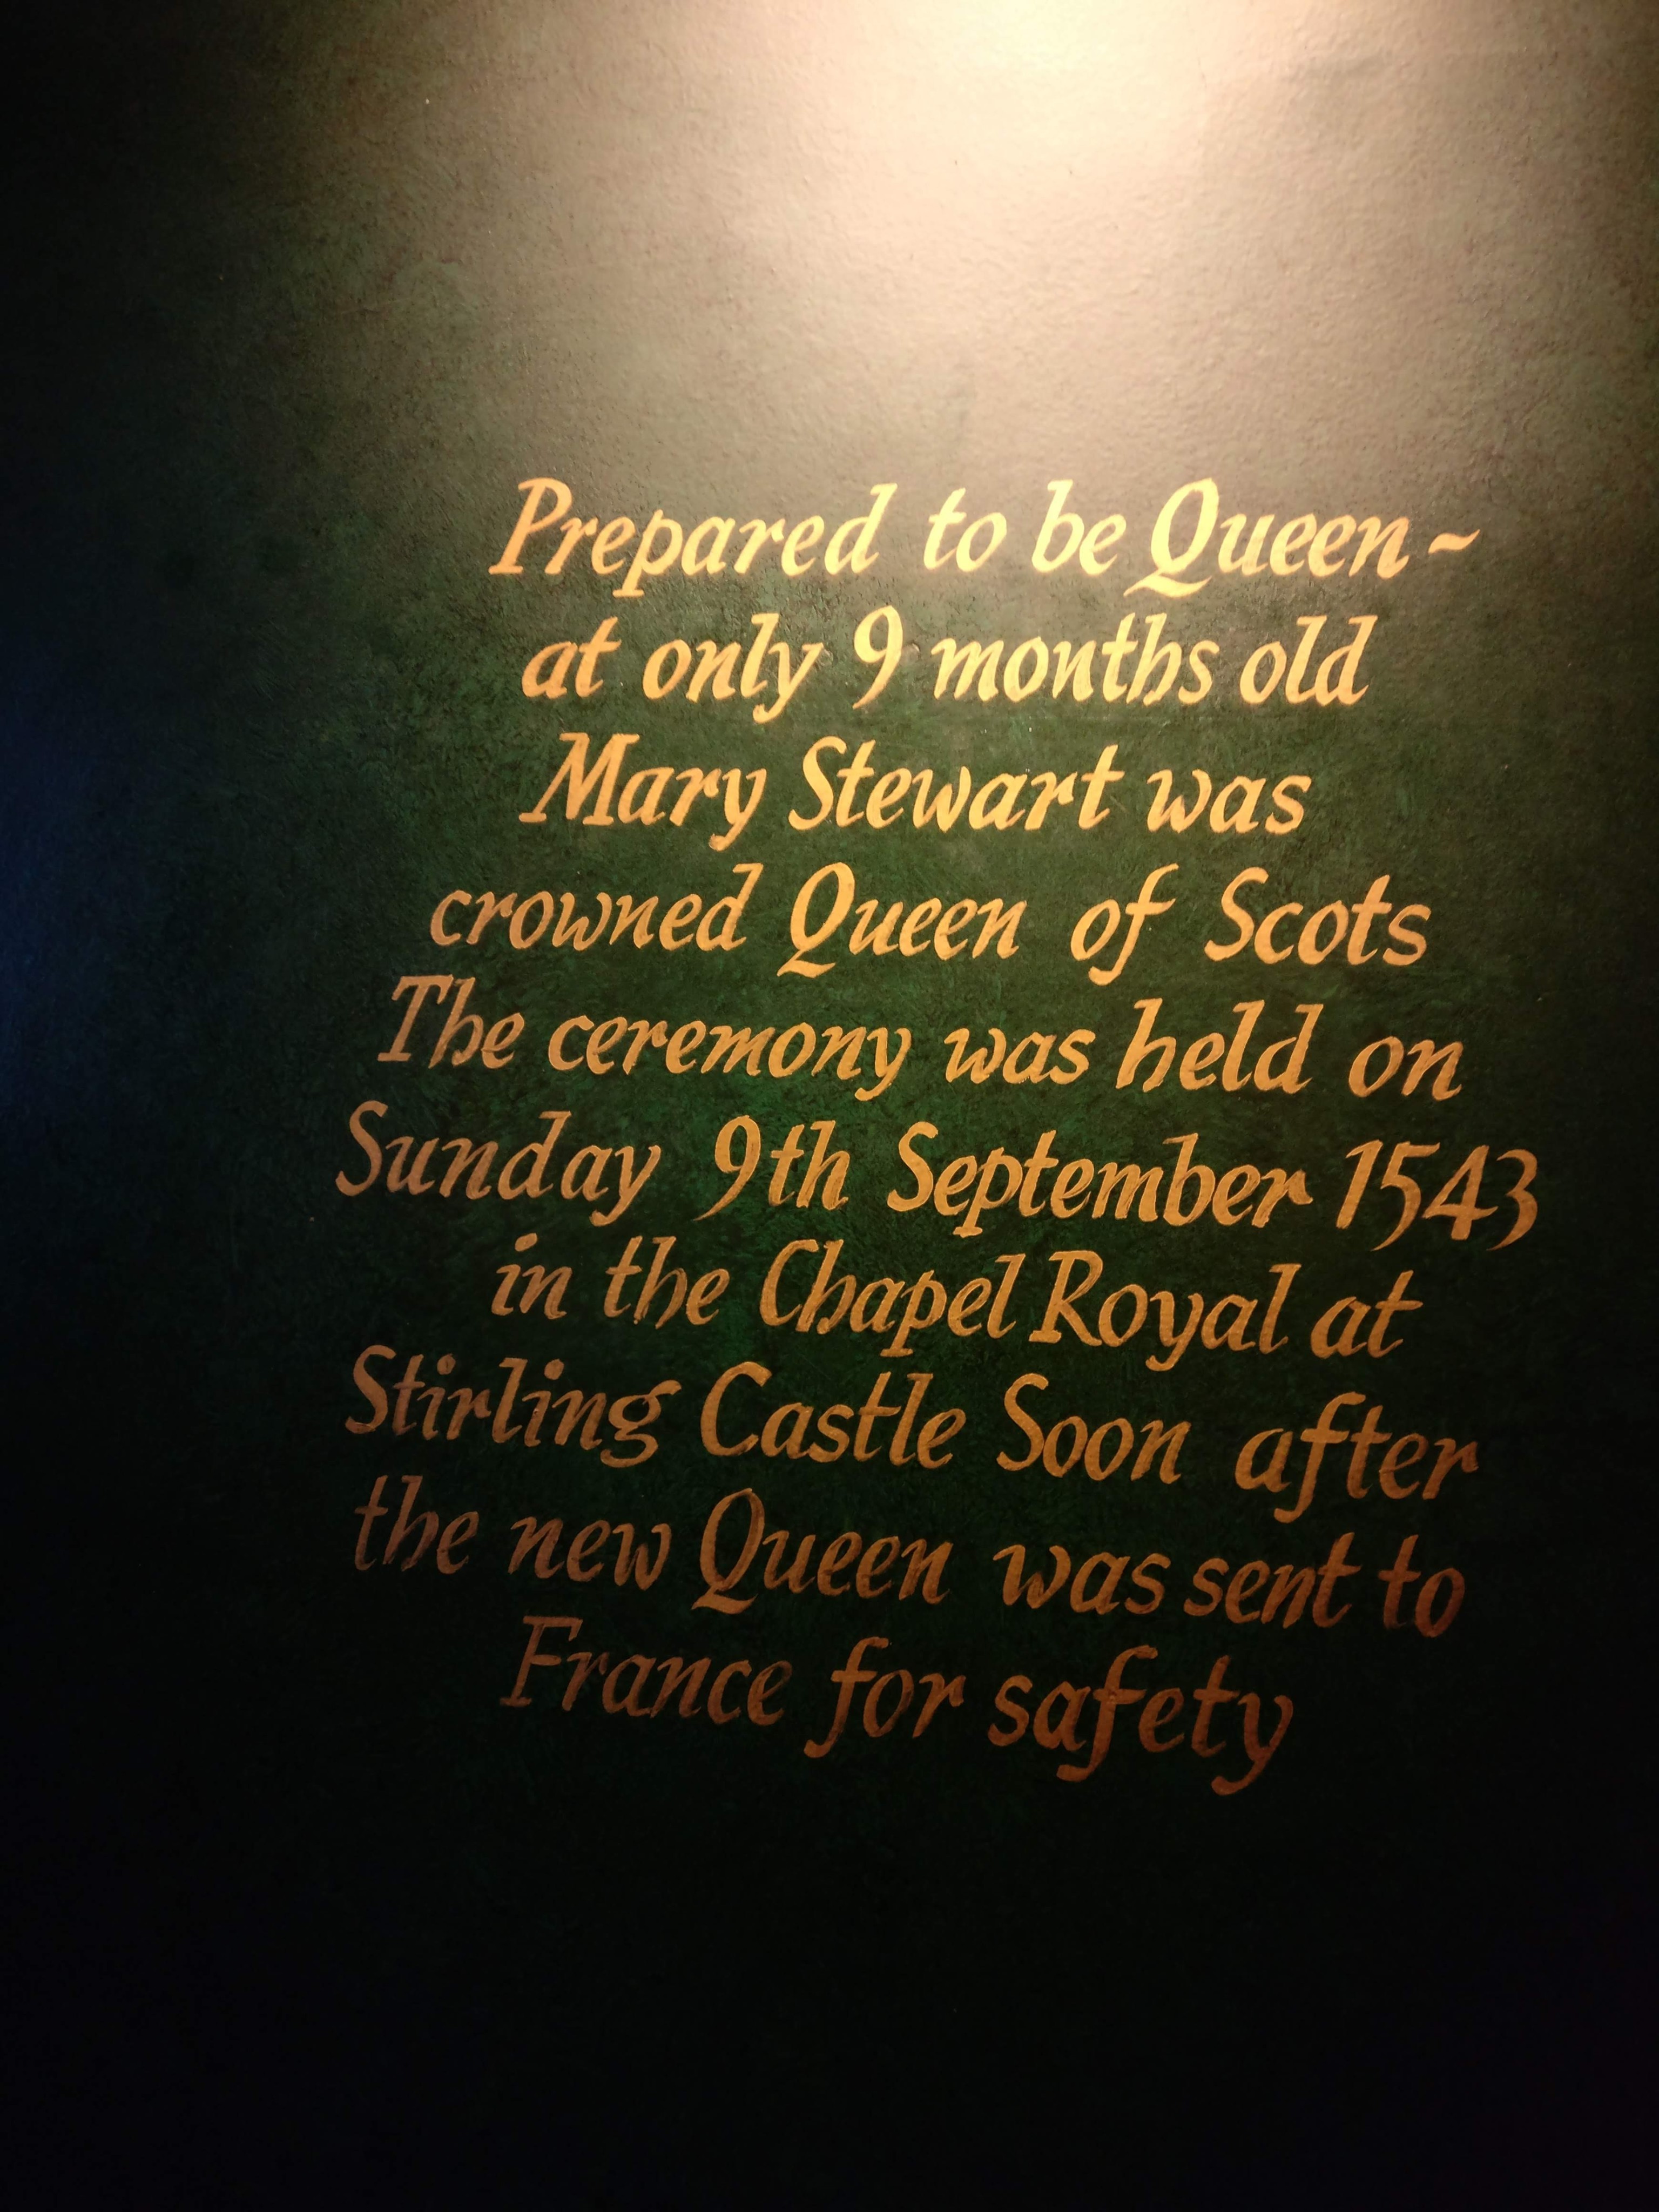 Prepared to be Queen ~
at only 9 months old
Mary Stewart was
crowned Queen of Scots
The ceremony was held on
Sunday 9th September 1543
in the Chapel Royal at
Stirling Castle Soon after
the new Queen was sent to
France for safety